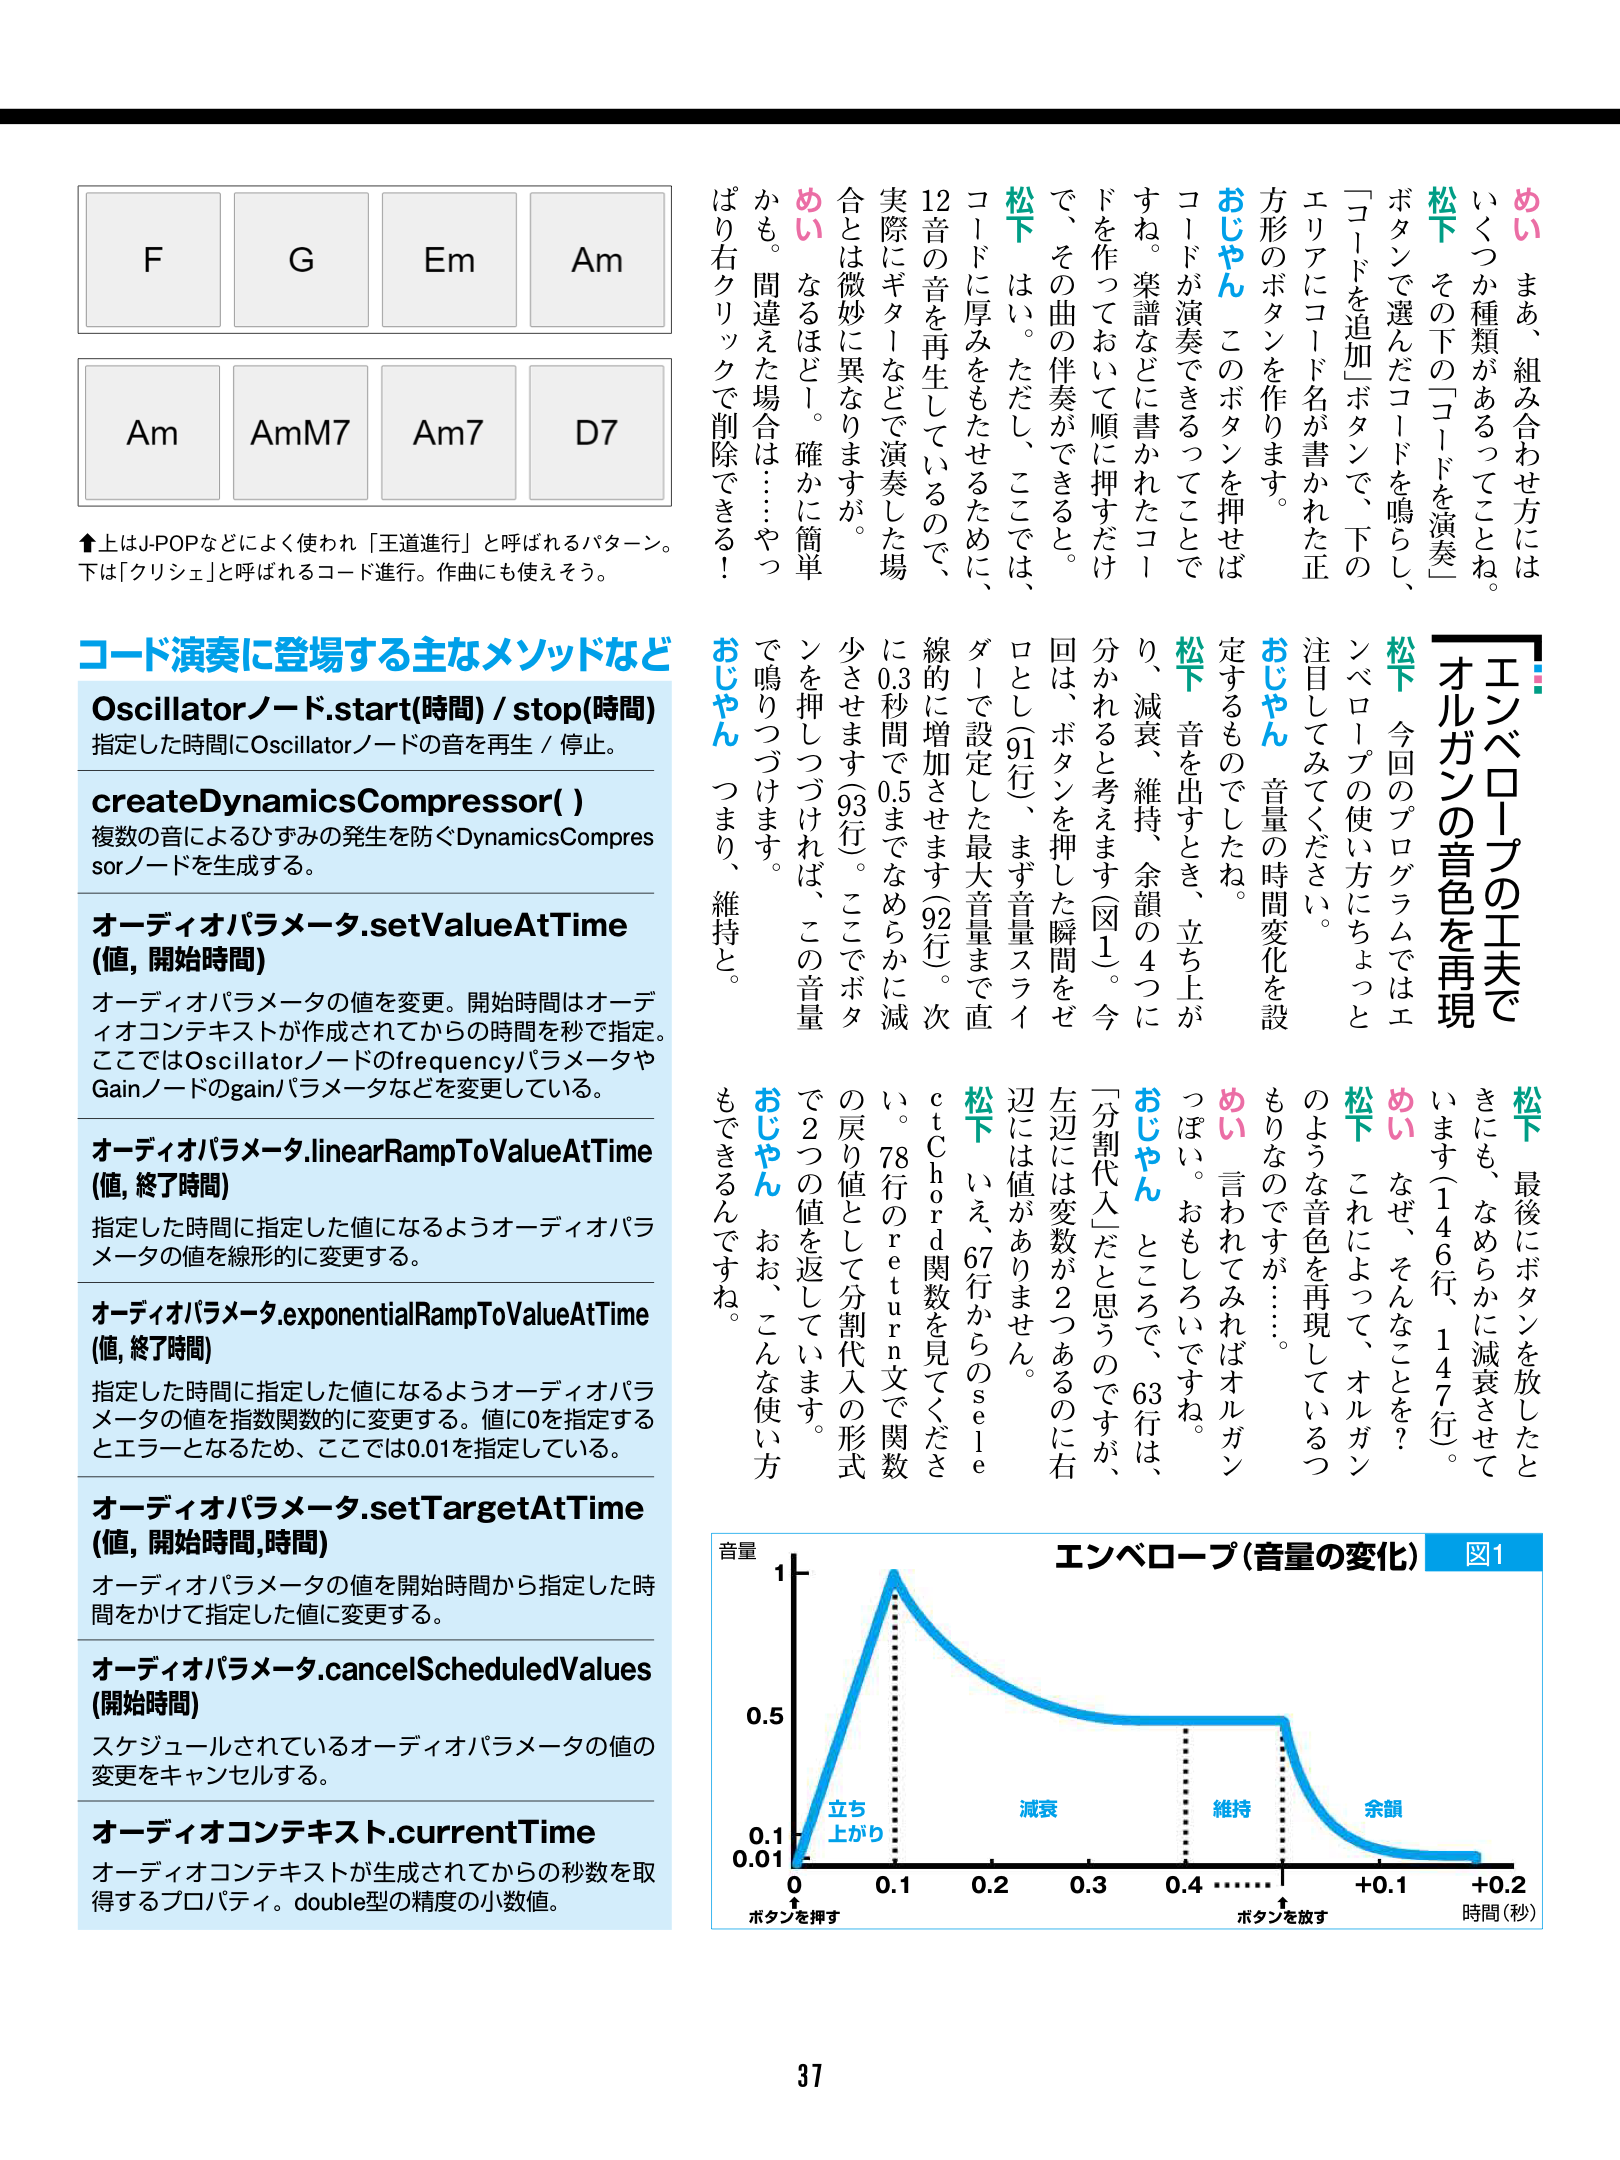 めい　まあ、組み合わせ方には
いくつか種類があるってことね。
松下　その下の「コードを演奏」
ボタンで選んだコードを鳴らし、
「コードを追加」ボタンで、下の
エリアにコード名が書かれた正
方形のボタンを作ります。
おじゃん　このボタンを押せば
コードが演奏できるってことで
すね。楽譜などに書かれたコー
ドを作っておいて順に押すだけ
で、その曲の伴奏ができると。
松下　はい。ただし、ここでは、
コードに厚みをもたせるために、
12音の音を再生しているので、
実際にギターなどで演奏した場
合とは微妙に異なりますが。
めい　なるほどー。確かに簡単
かも。間違えた場合は……やっ
ぱり右クリックで削除できる！
F
G
Em
Am
Am
AmM7
Am7
D7
⬆上はJ-POPなどによく使われ「王道進行」と呼ばれるパターン。
下は「クリシェ」と呼ばれるコード進行。作曲にも使えそう。
エンベロープの工夫で
オルガンの音色を再現
松下　今回のプログラムではエ
ンベロープの使い方にちょっと
注目してみてください。
おじゃん　音量の時間変化を設
定するものでしたね。
松下　音を出すとき、立ち上が
り、減衰、維持、余韻の4つに
分かれると考えます（図1）。今
回は、ボタンを押した瞬間をゼ
ロとし（91行）、まず音量スライ
ダーで設定した最大音量まで直
線的に増加させます（92行）。次
に0.3秒間で0.5までなめらかに減
少させます（93行）。ここでボタ
ンを押しつづければ、この音量
で鳴りつづけます。
おじゃん　つまり、維持と。
松下　最後にボタンを放したと
きにも、なめらかに減衰させて
います（146行、147行）。
めい　なぜ、そんなことを？
松下　これによって、オルガン
のような音色を再現しているつ
もりなのですが……。
めい　言われてみればオルガン
っぽい。おもしろいですね。
おじゃん　ところで、63行は、
「分割代入」だと思うのですが、
左辺には変数が2つあるのに右
辺には値がありません。
松下　いえ、67行からのsele
ctChord関数を見てくださ
い。78行のreturn文で関数
の戻り値として分割代入の形式
で2つの値を返しています。
おじゃん　おお、こんな使い方
もできるんですね。
コード演奏に登場する主なメソッドなど
Oscillatorノード.start(時間) / stop(時間)
指定した時間にOscillatorノードの音を再生 / 停止。
createDynamicsCompressor( )
複数の音によるひずみの発生を防ぐDynamicsCompres
sorノードを生成する。
オーディオパラメータ.setValueAtTime
(値, 開始時間)
オーディオパラメータの値を変更。開始時間はオーデ
ィオコンテキストが作成されてからの時間を秒で指定。
ここではOscillatorノードのfrequencyパラメータや
Gainノードのgainパラメータなどを変更している。
オーディオパラメータ.linearRampToValueAtTime
(値, 終了時間)
指定した時間に指定した値になるようオーディオパラ
メータの値を線形的に変更する。
オーディオパラメータ.exponentialRampToValueAtTime
(値, 終了時間)
指定した時間に指定した値になるようオーディオパラ
メータの値を指数関数的に変更する。値に0を指定する
とエラーとなるため、ここでは0.01を指定している。
オーディオパラメータ.setTargetAtTime
(値, 開始時間,時間)
オーディオパラメータの値を開始時間から指定した時
間をかけて指定した値に変更する。
オーディオパラメータ.cancelScheduledValues
(開始時間)
スケジュールされているオーディオパラメータの値の
変更をキャンセルする。
オーディオコンテキスト.currentTime
オーディオコンテキストが生成されてからの秒数を取
得するプロパティ。double型の精度の小数値。
エンベロープ（音量の変化）　図1
音量
1
0.5
0.1
0.01
立ち
上がり
減衰
維持
余韻
0
0.1
0.2
0.3
0.4
……
+0.1
+0.2
⬆
ボタンを押す
⬆
ボタンを放す
時間（秒）
37